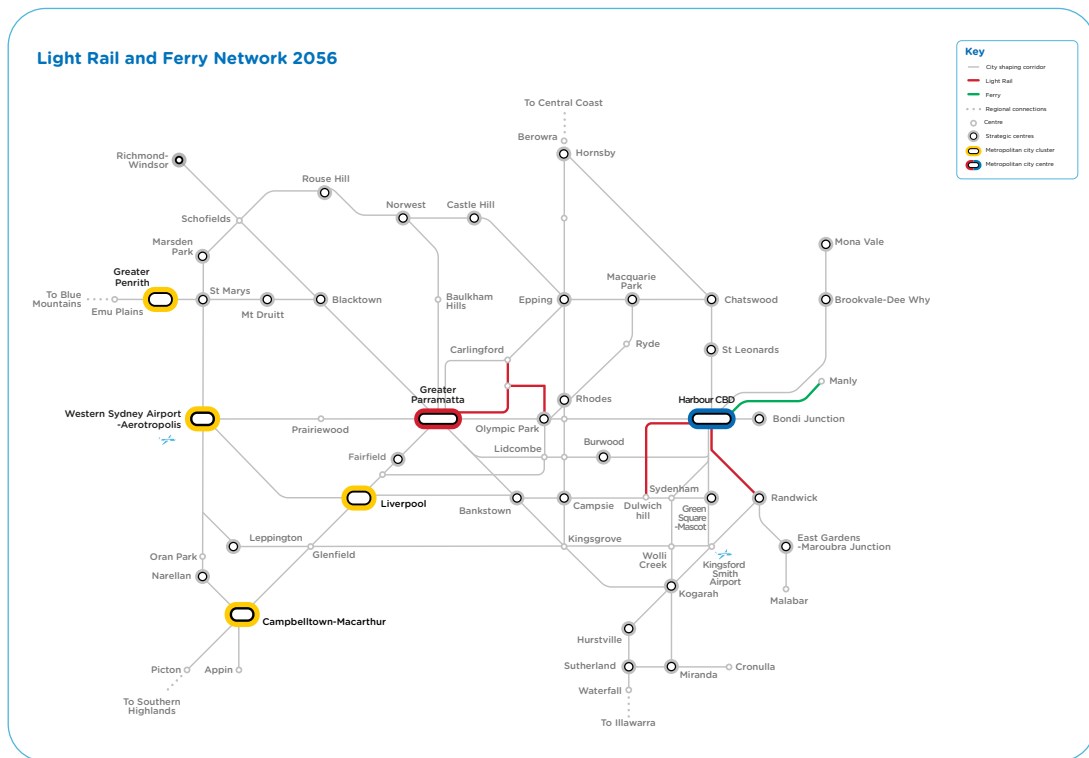 Light Rail and Ferry Network 2056
Key
City shaping corridor
Light Rail
Ferry
Regional connections
Centre
Strategic centres
Metropolitan city cluster
Metropolitan city centre
To Central Coast
Berowra
Hornsby
Richmond-
Windsor
Rouse Hill
Norwest
Castle Hill
Schofields
Marsden
Park
Mona Vale
Greater
Penrith
To Blue
Mountains
Emu Plains
St Marys
Mt Druitt
Blacktown
Baulkham
Hills
Epping
Macquarie
Park
Chatswood
Brookvale-Dee Why
Carlingford
Ryde
St Leonards
Manly
Greater
Parramatta
Rhodes
Harbour CBD
Western Sydney Airport
-Aerotropolis
Prairiewood
Olympic Park
Bondi Junction
Fairfield
Lidcombe
Burwood
Liverpool
Bankstown
Campsie
Sydenham
Dulwich
hill
Green
Square
-Mascot
Randwick
Leppington
Oran Park
Glenfield
Kingsgrove
Wolli
Creek
Kingsford
Smith
Airport
East Gardens
-Maroubra Junction
Narellan
Kogarah
Malabar
Campbelltown-Macarthur
Hurstville
Picton
Appin
Sutherland
Miranda
Cronulla
To Southern
Highlands
Waterfall
To Illawarra